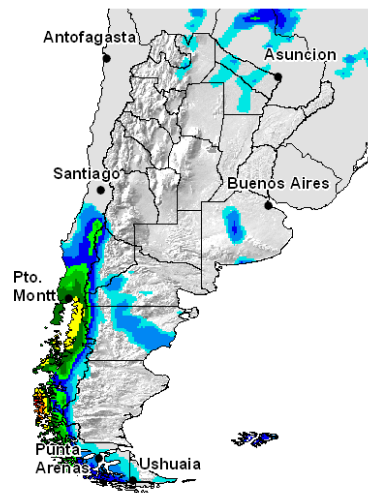 Antofagasta
Asuncion
Santiago
Buenos Aires
Pto.
Montt
Punta
Arenas
Ushuaia